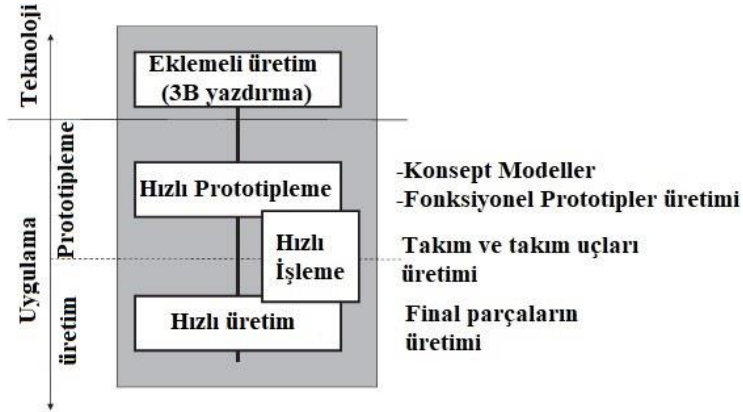 Teknoloji
Uygulama
Prototipleme
üretim
Eklemeli üretim
(3B yazdırma)
Hızlı Prototipleme
Hızlı
İşleme
Hızlı üretim
-Konsept Modeller
-Fonksiyonel Prototipler üretimi
Takım ve takım uçları
üretimi
Final parçaların
üretimi